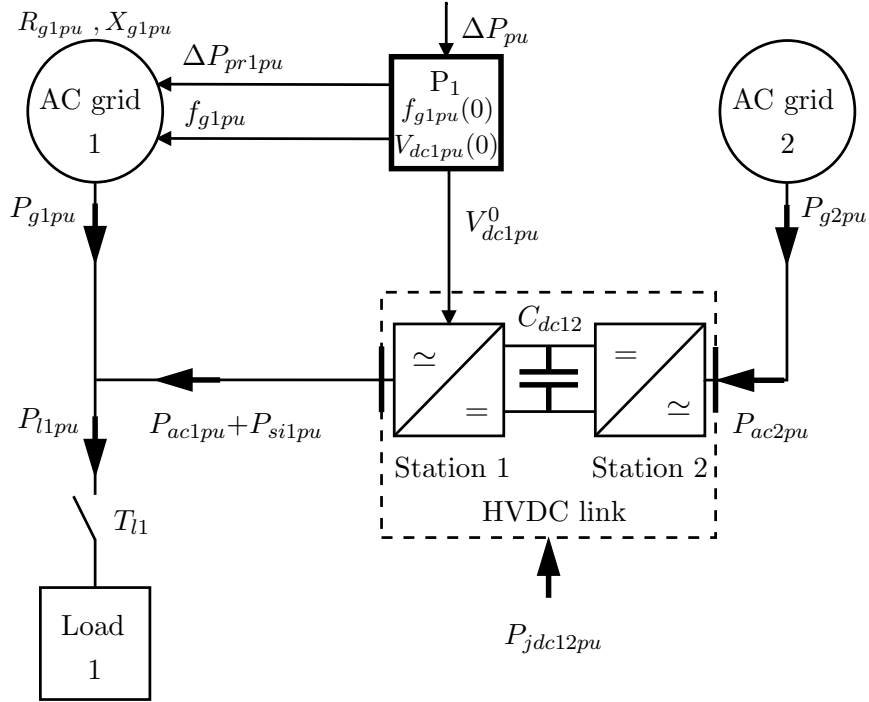 R_{g1pu} , X_{g1pu}
ΔP_{pu}
ΔP_{pr1pu}
f_{g1pu}
AC grid
1
P_1
f_{g1pu}(0)
V_{dc1pu}(0)
AC grid
2
P_{g1pu}
V^0_{dc1pu}
P_{g2pu}
C_{dc12}
≃
=
=
≃
P_{l1pu}
P_{ac1pu}+P_{si1pu}
P_{ac2pu}
Station 1
Station 2
HVDC link
T_{l1}
Load
1
P_{jdc12pu}